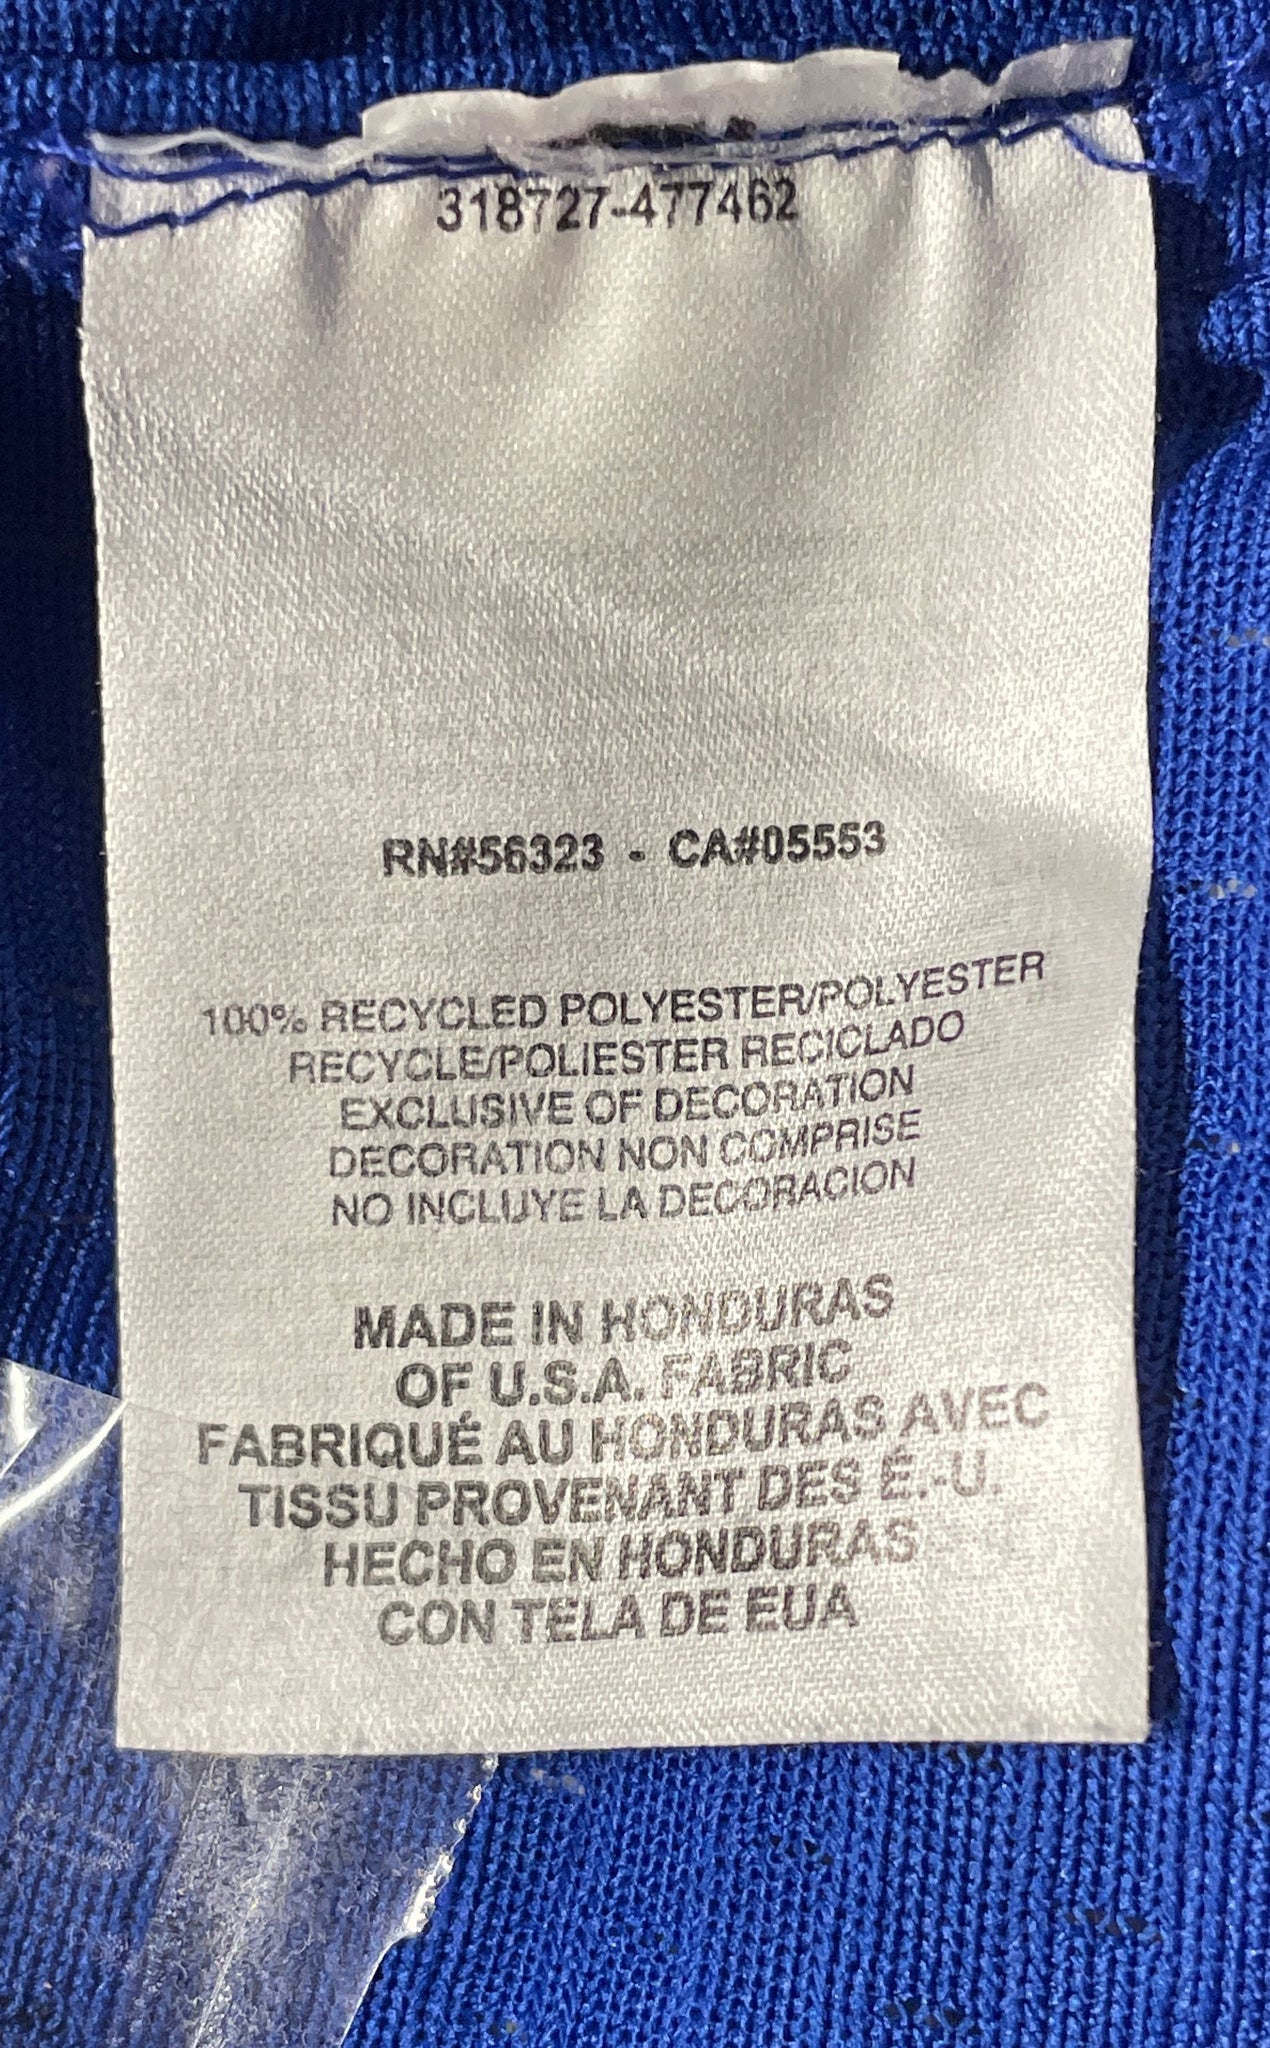 318727-477462
RN#56323 - CA#05553
100% RECYCLED POLYESTER/POLYESTER
RECYCLE/POLIESTER RECICLADO
EXCLUSIVE OF DECORATION
DECORATION NON COMPRISE
NO INCLUYE LA DECORACION
MADE IN HONDURAS
OF U.S.A. FABRIC
FABRIQUÉ AU HONDURAS AVEC
TISSU PROVENANT DES É.-U.
HECHO EN HONDURAS
CON TELA DE EUA